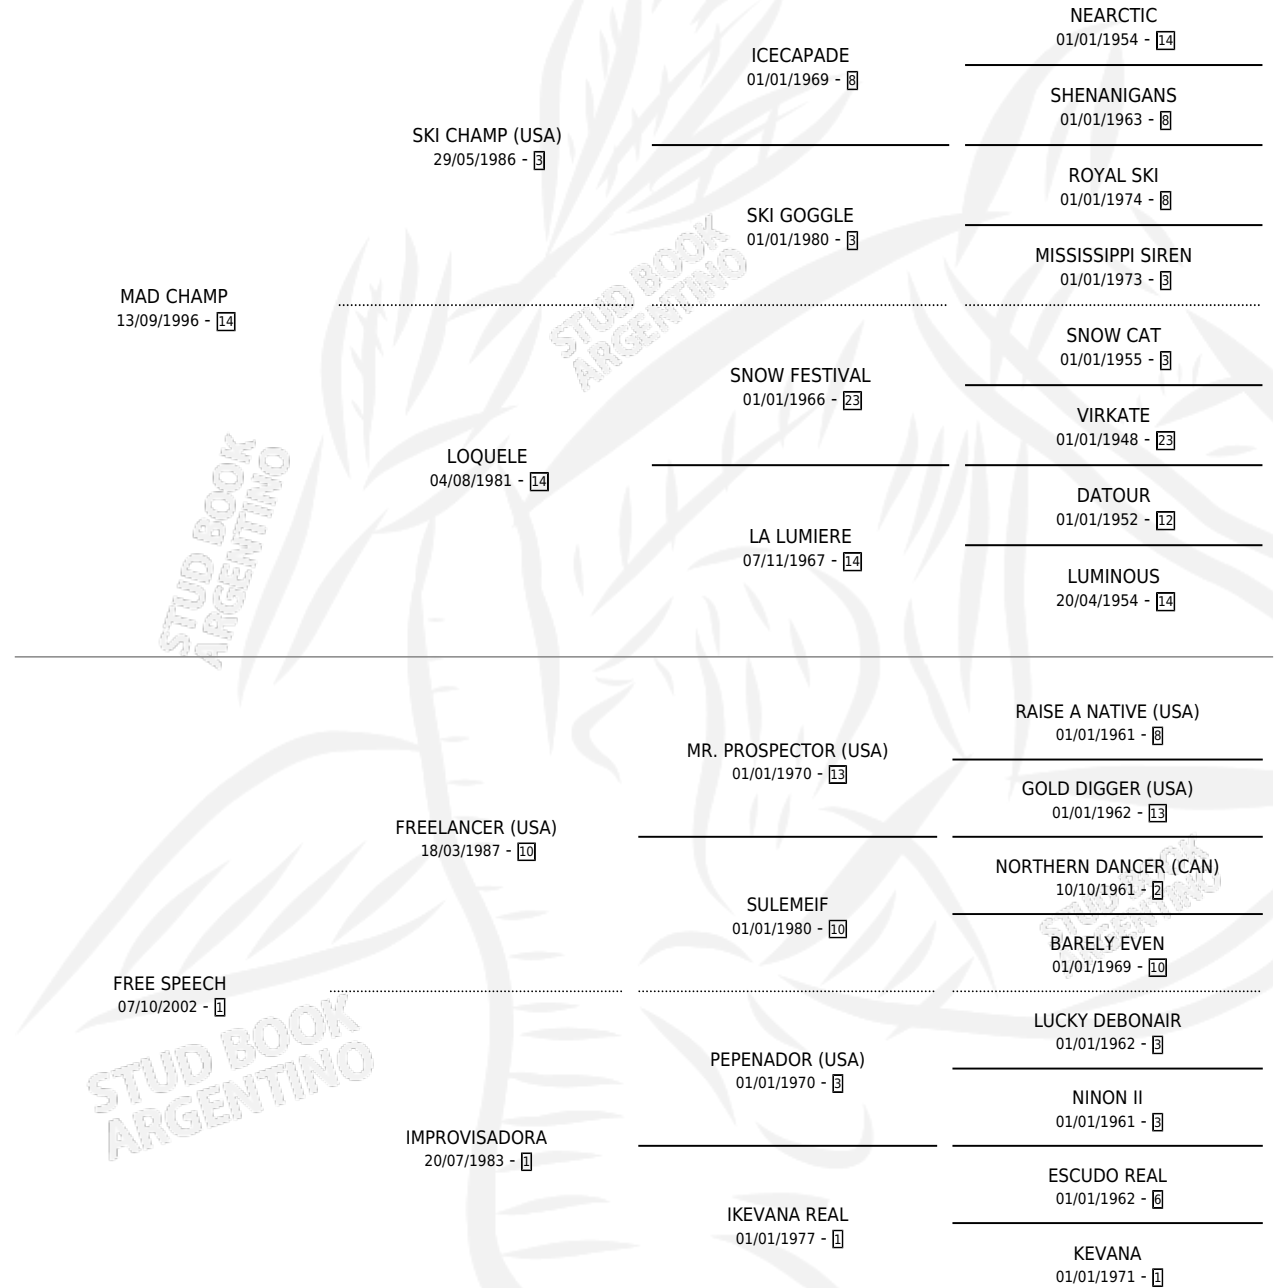 NEARCTIC
01/01/1954 - 14
ICECAPADE
01/01/1969 - 8
SHENANIGANS
01/01/1963 - 8
SKI CHAMP (USA)
29/05/1986 - 3
ROYAL SKI
01/01/1974 - 8
SKI GOGGLE
01/01/1980 - 3
MISSISSIPPI SIREN
01/01/1973 - 3
MAD CHAMP
13/09/1996 - 14
SNOW CAT
01/01/1955 - 3
SNOW FESTIVAL
01/01/1966 - 23
VIRKATE
01/01/1948 - 23
LOQUELE
04/08/1981 - 14
DATOUR
01/01/1952 - 12
LA LUMIERE
07/11/1967 - 14
LUMINOUS
20/04/1954 - 14
RAISE A NATIVE (USA)
01/01/1961 - 8
MR. PROSPECTOR (USA)
01/01/1970 - 13
GOLD DIGGER (USA)
01/01/1962 - 13
FREELANCER (USA)
18/03/1987 - 10
NORTHERN DANCER (CAN)
10/10/1961 - 2
SULEMEIF
01/01/1980 - 10
BARELY EVEN
01/01/1969 - 10
FREE SPEECH
07/10/2002 - 1
LUCKY DEBONAIR
01/01/1962 - 3
PEPENADOR (USA)
01/01/1970 - 3
NINON II
01/01/1961 - 3
IMPROVISADORA
20/07/1983 - 1
ESCUDO REAL
01/01/1962 - 6
IKEVANA REAL
01/01/1977 - 1
KEVANA
01/01/1971 - 1
STUD BOOK
ARGENTINO
STUD BOOK
ARGENTINO
STUD BOOK
ARGENTINO
STUD BOOK
ARGENTINO